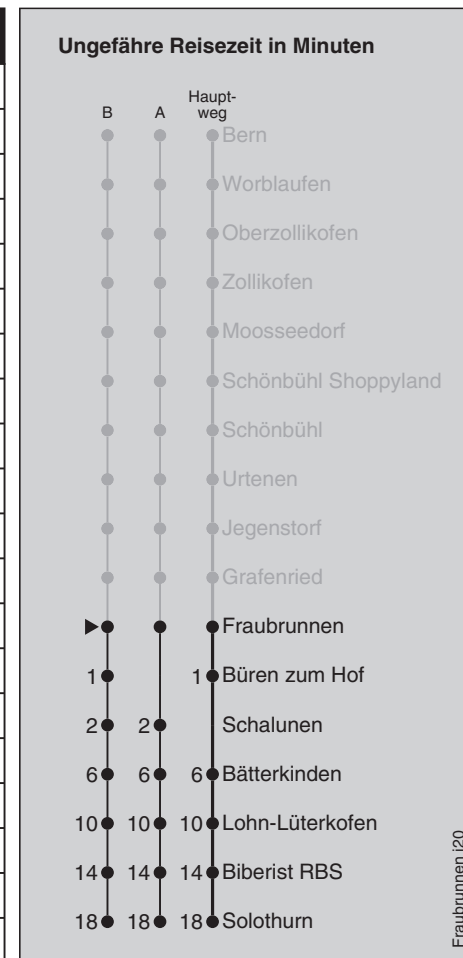 Ungefähre Reisezeit in Minuten
B A Haupt-
weg
Bern
Worblaufen
Oberzollikofen
Zollikofen
Moosseedorf
Schönbühl Shoppyland
Schönbühl
Urtenen
Jegenstorf
Grafenried
Fraubrunnen
1 1 Büren zum Hof
2 2 Schalunen
6 6 6 Bätterkinden
10 10 10 Lohn-Lüterkofen
14 14 14 Biberist RBS
18 18 18 Solothurn
Fraubrunnen j20